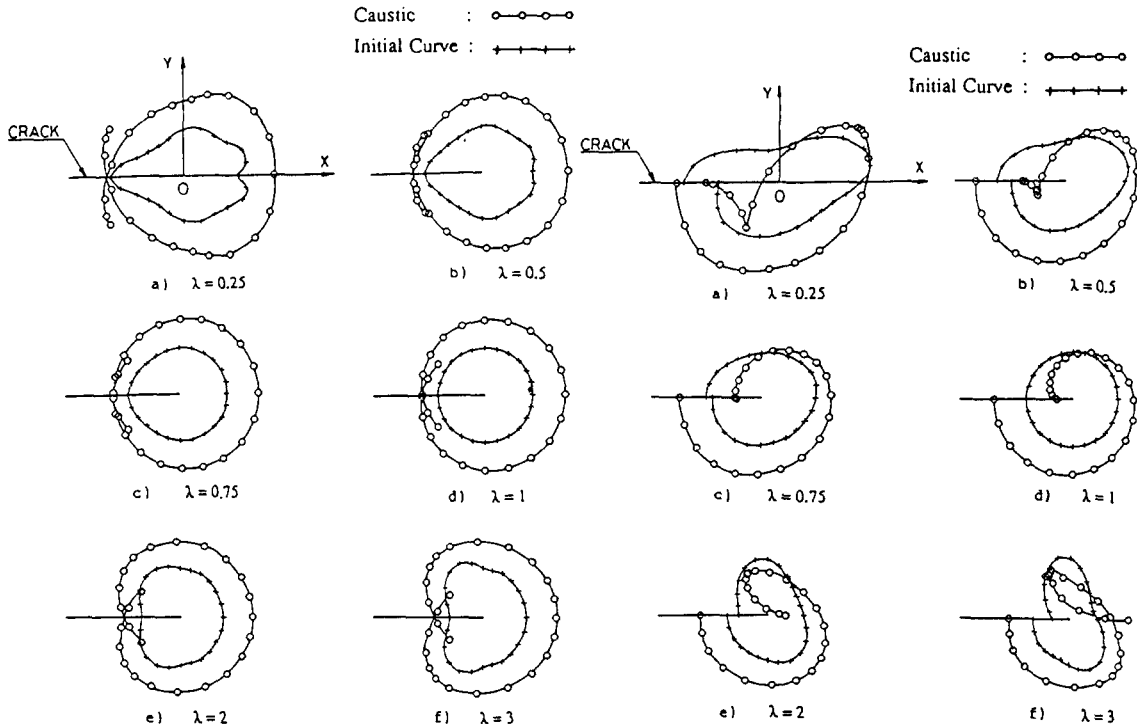 Caustic :
Initial Curve :
Y
CRACK
X
O
a) λ = 0.25
b) λ = 0.5
c) λ = 0.75
d) λ = 1
e) λ = 2
f) λ = 3
Caustic :
Initial Curve :
Y
CRACK
X
O
a) λ = 0.25
b) λ = 0.5
c) λ = 0.75
d) λ = 1
e) λ = 2
f) λ = 3